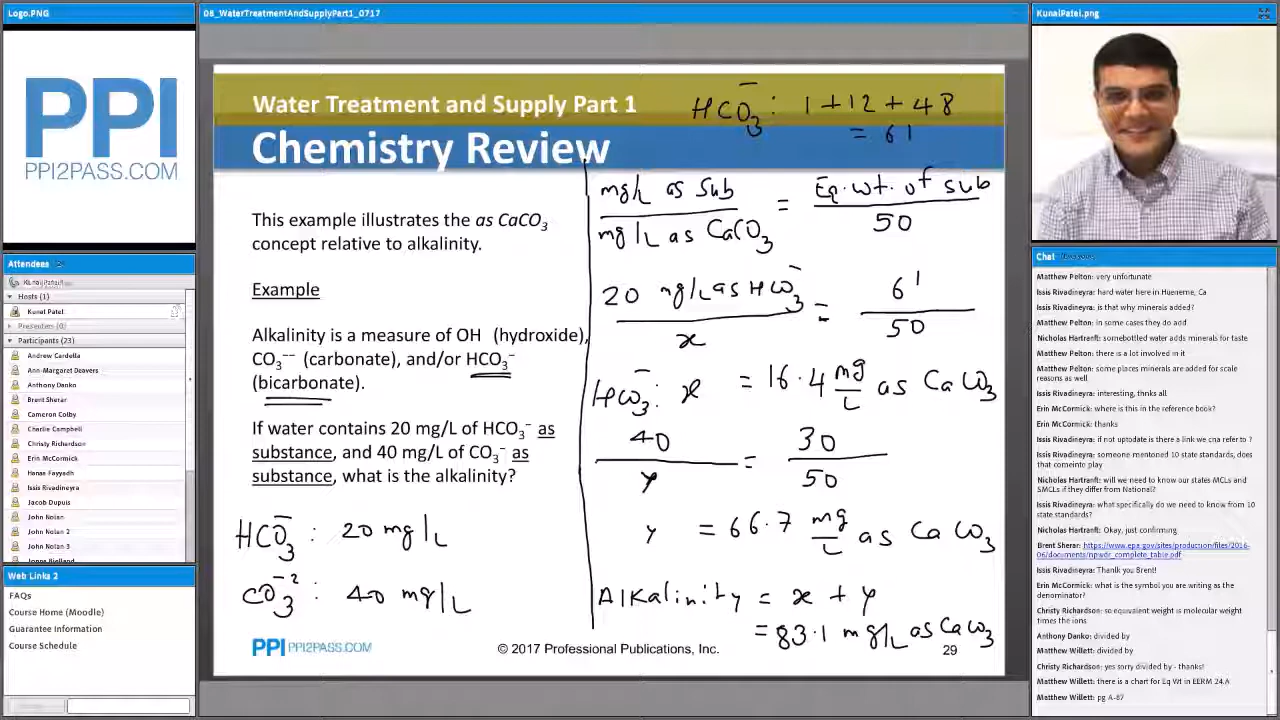 Logo.PNG
PPI
PPI2PASS.COM
Attendees
Kunal Patel
Hosts (1)
Kunal Patel
Presenters (0)
Participants (23)
Andrew Cardella
Ann-Margaret Deavers
Anthony Danko
Brent Sherar
Cameron Colby
Charlie Campbell
Christy Richardson
Erin McCormick
Hanaa Fayyadh
Issis Rivadineyra
Jacob Dupuis
John Nolan
John Nolan 2
John Nolan 3
Web Links 2
FAQs
Course Home (Moodle)
Guarantee Information
Course Schedule
08_WaterTreatmentAndSupplyPart1_0717
Water Treatment and Supply Part 1
HCO₃⁻ : 1 + 12 + 48
= 61
Chemistry Review
This example illustrates the as CaCO₃
concept relative to alkalinity.
Example
Alkalinity is a measure of OH (hydroxide),
CO₃⁻⁻ (carbonate), and/or HCO₃⁻
(bicarbonate).
If water contains 20 mg/L of HCO₃⁻ as
substance, and 40 mg/L of CO₃⁻ as
substance, what is the alkalinity?
HCO₃⁻ : 20 mg/L
CO₃⁻² : 40 mg/L
mg/L as Sub
mg/L as CaCO₃
=
Eq. wt. of sub
50
20 mg/L as HCO₃⁻
x
=
61
50
HCO₃⁻ : x = 16.4 mg/L as CaCO₃
40
y
=
30
50
y = 66.7 mg/L as CaCO₃
Alkalinity = x + y
= 83.1 mg/L as CaCO₃
PPI PPI2PASS.COM
© 2017 Professional Publications, Inc.
29
KunalPatel.png
Chat
Matthew Pelton: very unfortunate
Issis Rivadineyra: hard water here in Hueneme, Ca
Issis Rivadineyra: is that why minerals added?
Matthew Pelton: in some cases they do add
Nicholas Hartranft: somebottled water adds minerals for taste
Matthew Pelton: there is a lot involved in it
Matthew Pelton: some places minerals are added for scale
reasons as well
Issis Rivadineyra: interesting, thnks all
Erin McCormick: where is this in the reference book?
Erin McCormick: thanks
Issis Rivadineyra: if not uptodate is there a link we cna refer to ?
Issis Rivadineyra: someone mentoned 10 state standards, does
that comeinto play
Nicholas Hartranft: will we need to know our states MCLs and
SMCLs if they differ from National?
Issis Rivadineyra: what specifically do we need to know from 10
state standards?
Nicholas Hartranft: Okay, just confirming
Brent Sherar: https://www.epa.gov/sites/production/files/2016-
06/documents/npwdr_complete_table.pdf
Issis Rivadineyra: Thank you Brent!
Erin McCormick: what is the symbol you are writing as the
denominator?
Christy Richardson: so equivalent weight is molecular weight
times the ions
Anthony Danko: divided by
Matthew Willett: divided by
Christy Richardson: yes sorry divided by - thanks!
Matthew Willett: there is a chart for Eq Wt in EERM 24.A
Matthew Willett: pg A-87